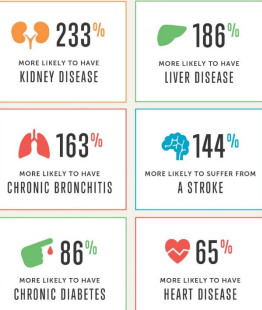 233%
MORE LIKELY TO HAVE
KIDNEY DISEASE
186%
MORE LIKELY TO HAVE
LIVER DISEASE
163%
MORE LIKELY TO HAVE
CHRONIC BRONCHITIS
144%
MORE LIKELY TO SUFFER FROM
A STROKE
86%
MORE LIKELY TO HAVE
CHRONIC DIABETES
65%
MORE LIKELY TO HAVE
HEART DISEASE